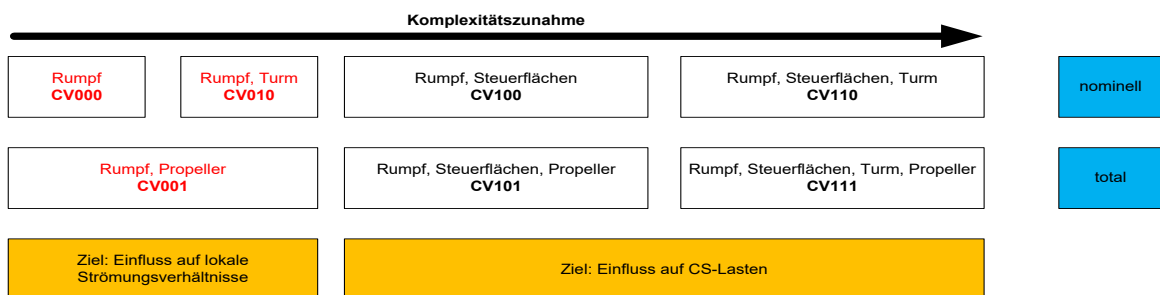 Komplexitätszunahme
Rumpf
CV000
Rumpf, Turm
CV010
Rumpf, Steuerflächen
CV100
Rumpf, Steuerflächen, Turm
CV110
nominell
Rumpf, Propeller
CV001
Rumpf, Steuerflächen, Propeller
CV101
Rumpf, Steuerflächen, Turm, Propeller
CV111
total
Ziel: Einfluss auf lokale
Strömungsverhältnisse
Ziel: Einfluss auf CS-Lasten